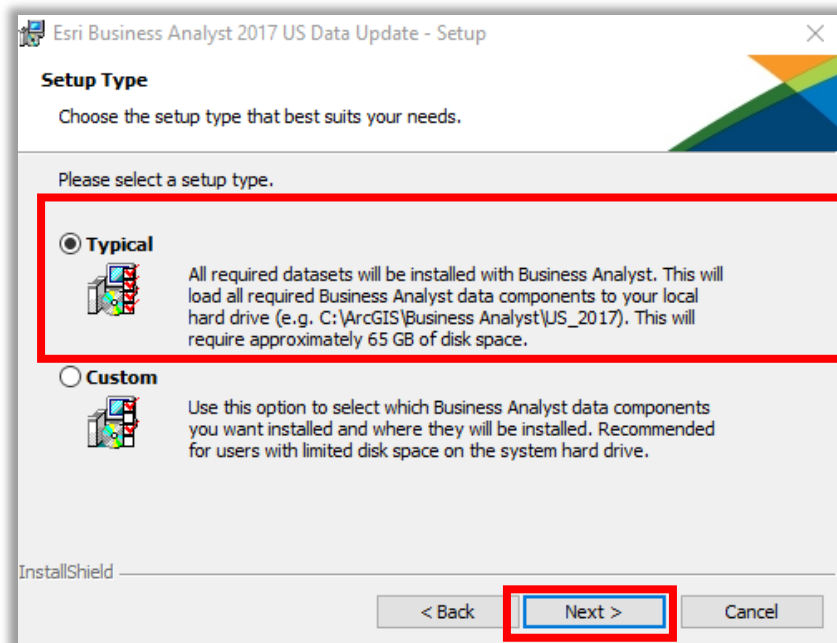 Esri Business Analyst 2017 US Data Update - Setup
Setup Type
Choose the setup type that best suits your needs.
Please select a setup type.
Typical
All required datasets will be installed with Business Analyst. This will
load all required Business Analyst data components to your local
hard drive (e.g. C:\ArcGIS\Business Analyst\US_2017). This will
require approximately 65 GB of disk space.
Custom
Use this option to select which Business Analyst data components
you want installed and where they will be installed. Recommended
for users with limited disk space on the system hard drive.
InstallShield
< Back
Next >
Cancel